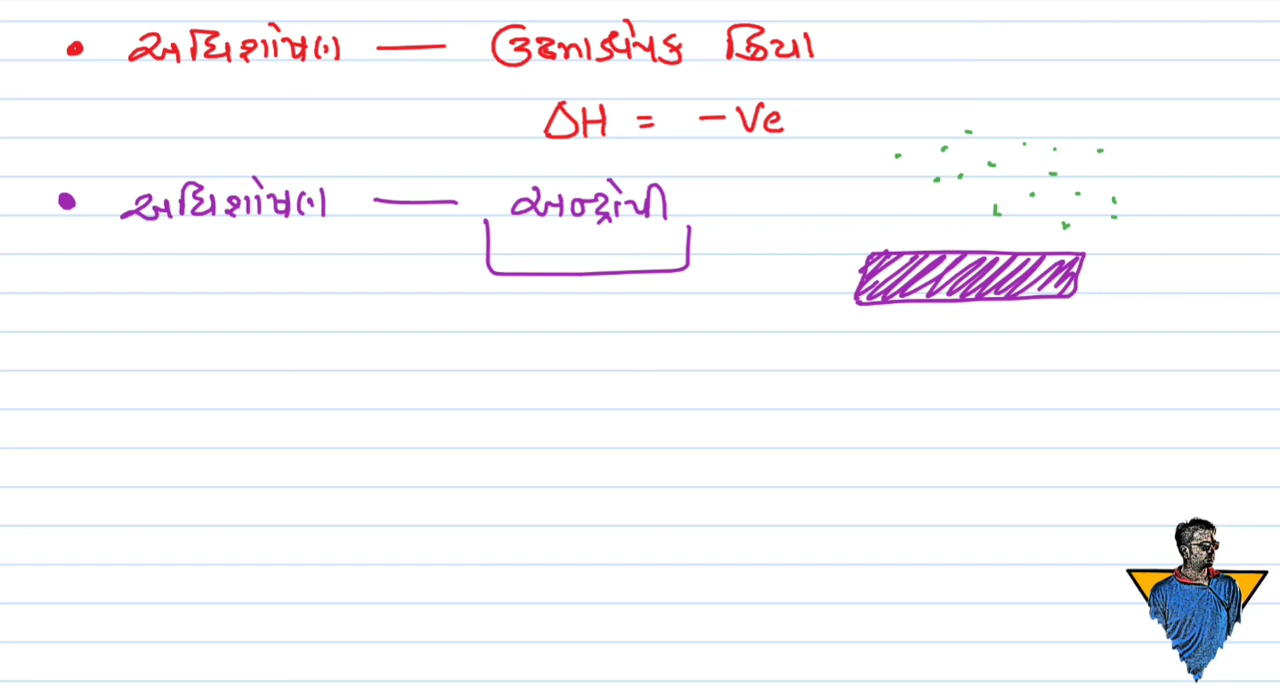 • અધિશોષણ — ઉષ્માક્ષેપક ક્રિયા
ΔH = -Ve
• અધિશોષણ — એન્ટ્રોપી